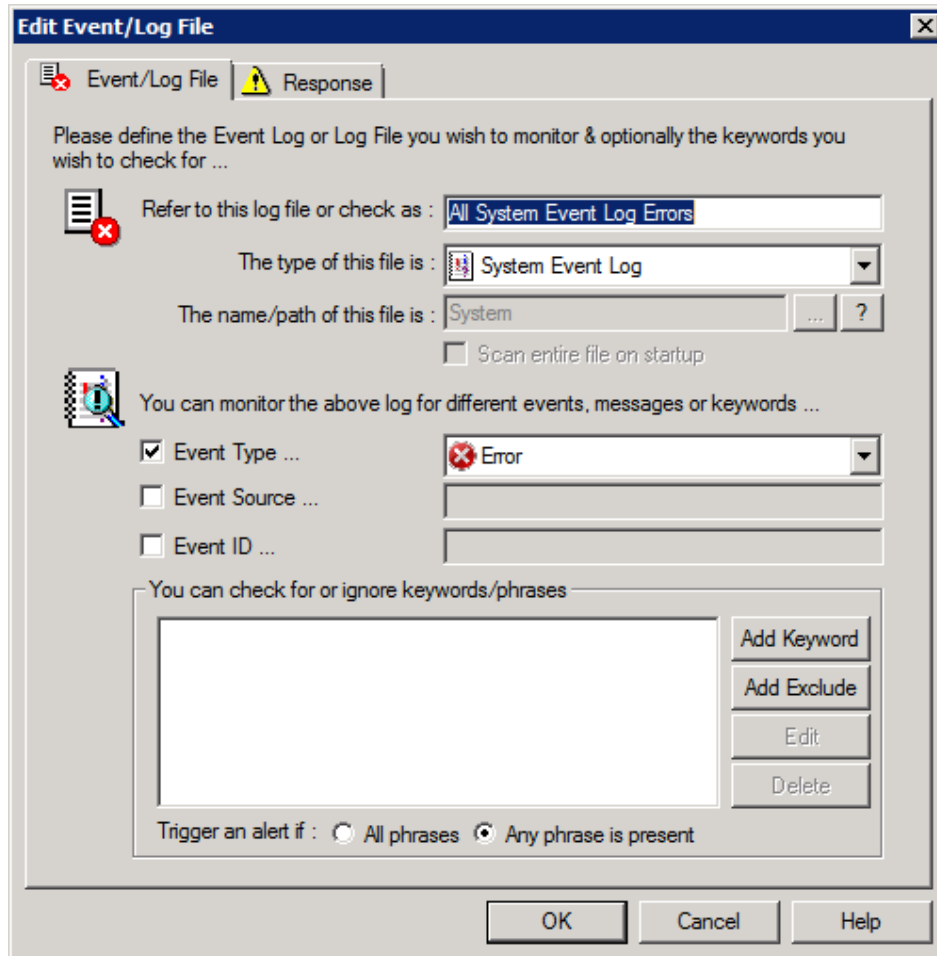 Edit Event/Log File
Event/Log File
Response
Please define the Event Log or Log File you wish to monitor & optionally the keywords you
wish to check for ...
Refer to this log file or check as : All System Event Log Errors
The type of this file is : System Event Log
The name/path of this file is : System ... ?
Scan entire file on startup
You can monitor the above log for different events, messages or keywords ...
Event Type ... Error
Event Source ...
Event ID ...
You can check for or ignore keywords/phrases
Add Keyword
Add Exclude
Edit
Delete
Trigger an alert if : All phrases Any phrase is present
OK Cancel Help